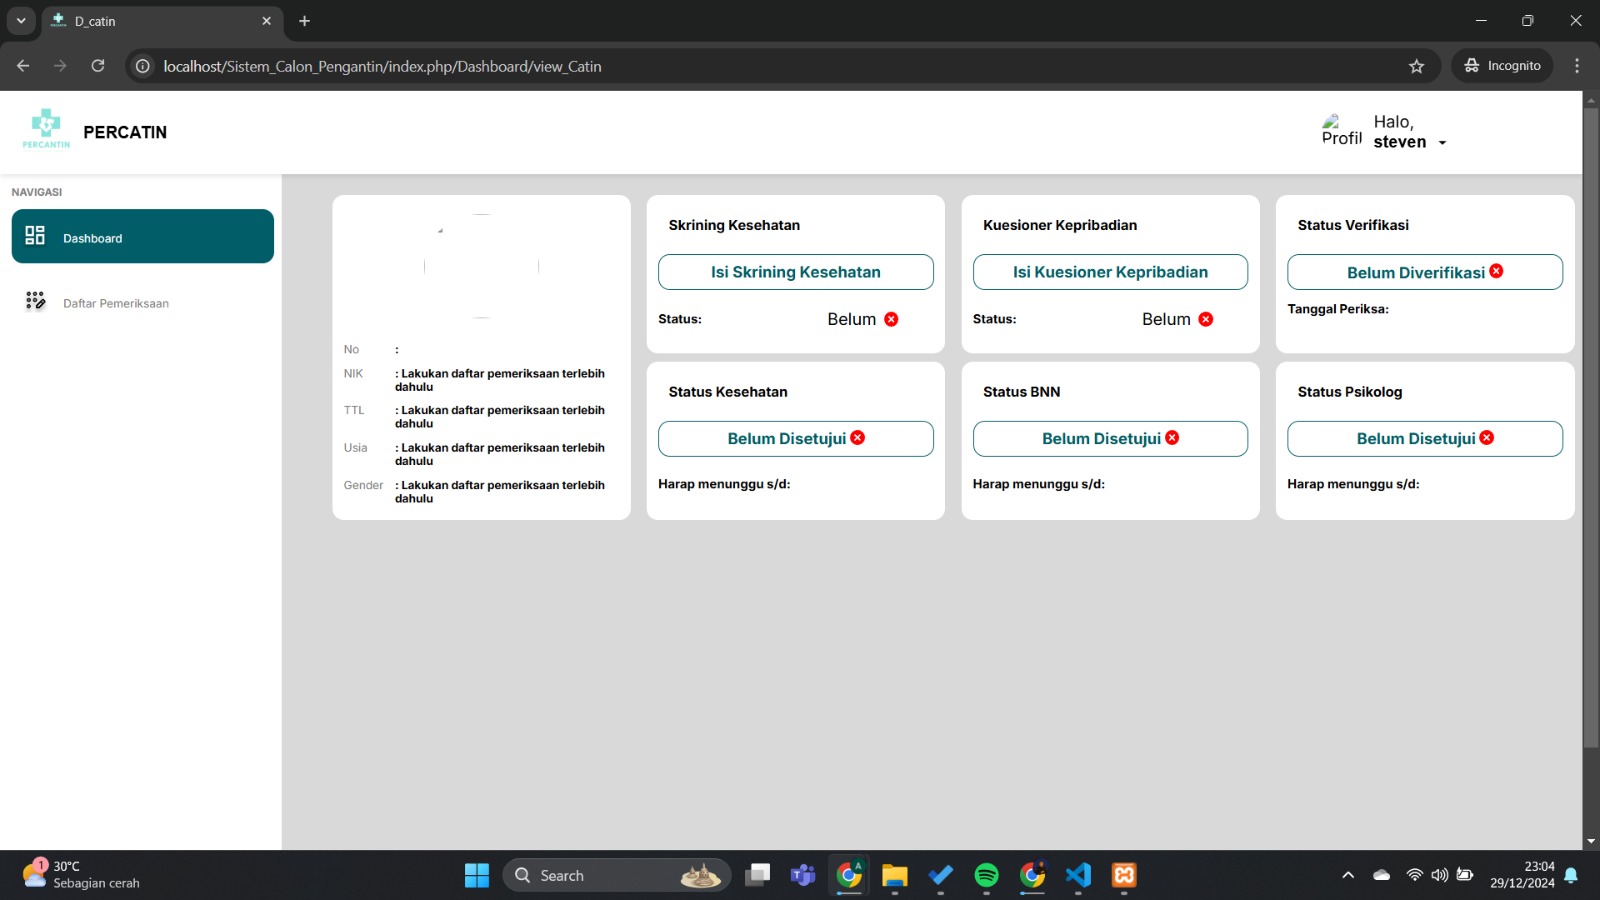 D_catin
localhost/Sistem_Calon_Pengantin/index.php/Dashboard/view_Catin
Incognito
PERCANTIN
PERCATIN
Profil
Halo,
steven
NAVIGASI
Dashboard
Daftar Pemeriksaan
No :
NIK : Lakukan daftar pemeriksaan terlebih
dahulu
TTL : Lakukan daftar pemeriksaan terlebih
dahulu
Usia : Lakukan daftar pemeriksaan terlebih
dahulu
Gender : Lakukan daftar pemeriksaan terlebih
dahulu
Skrining Kesehatan
Isi Skrining Kesehatan
Status: Belum
Kuesioner Kepribadian
Isi Kuesioner Kepribadian
Status: Belum
Status Verifikasi
Belum Diverifikasi
Tanggal Periksa:
Status Kesehatan
Belum Disetujui
Harap menunggu s/d:
Status BNN
Belum Disetujui
Harap menunggu s/d:
Status Psikolog
Belum Disetujui
Harap menunggu s/d:
1
30°C
Sebagian cerah
Search
A
23:04
29/12/2024